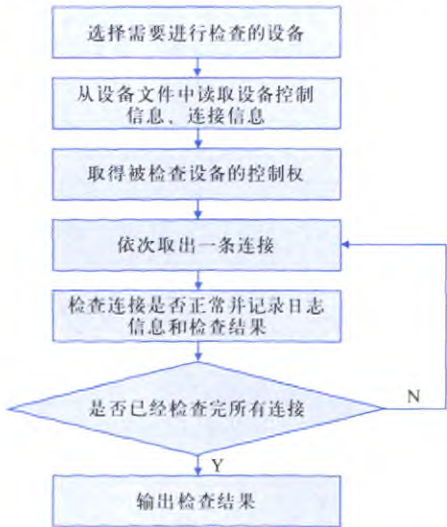 选择需要进行检查的设备
从设备文件中读取设备控制
信息、连接信息
取得被检查设备的控制权
依次取出一条连接
检查连接是否正常并记录日志
信息和检查结果
是否已经检查完所有连接
N
Y
输出检查结果